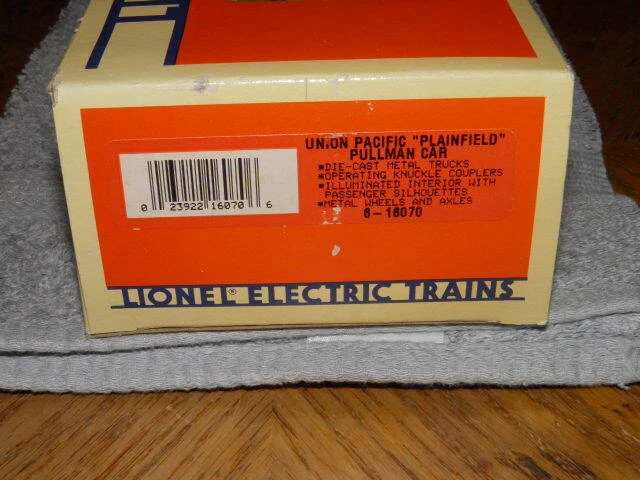 UNION PACIFIC "PLAINFIELD"
PULLMAN CAR
*DIE-CAST METAL TRUCKS
*OPERATING KNUCKLE COUPLERS
*ILLUMINATED INTERIOR WITH
PASSENGER SILHOUETTES
*METAL WHEELS AND AXLES
6-16070
0 23922 16070 6
LIONEL® ELECTRIC TRAINS